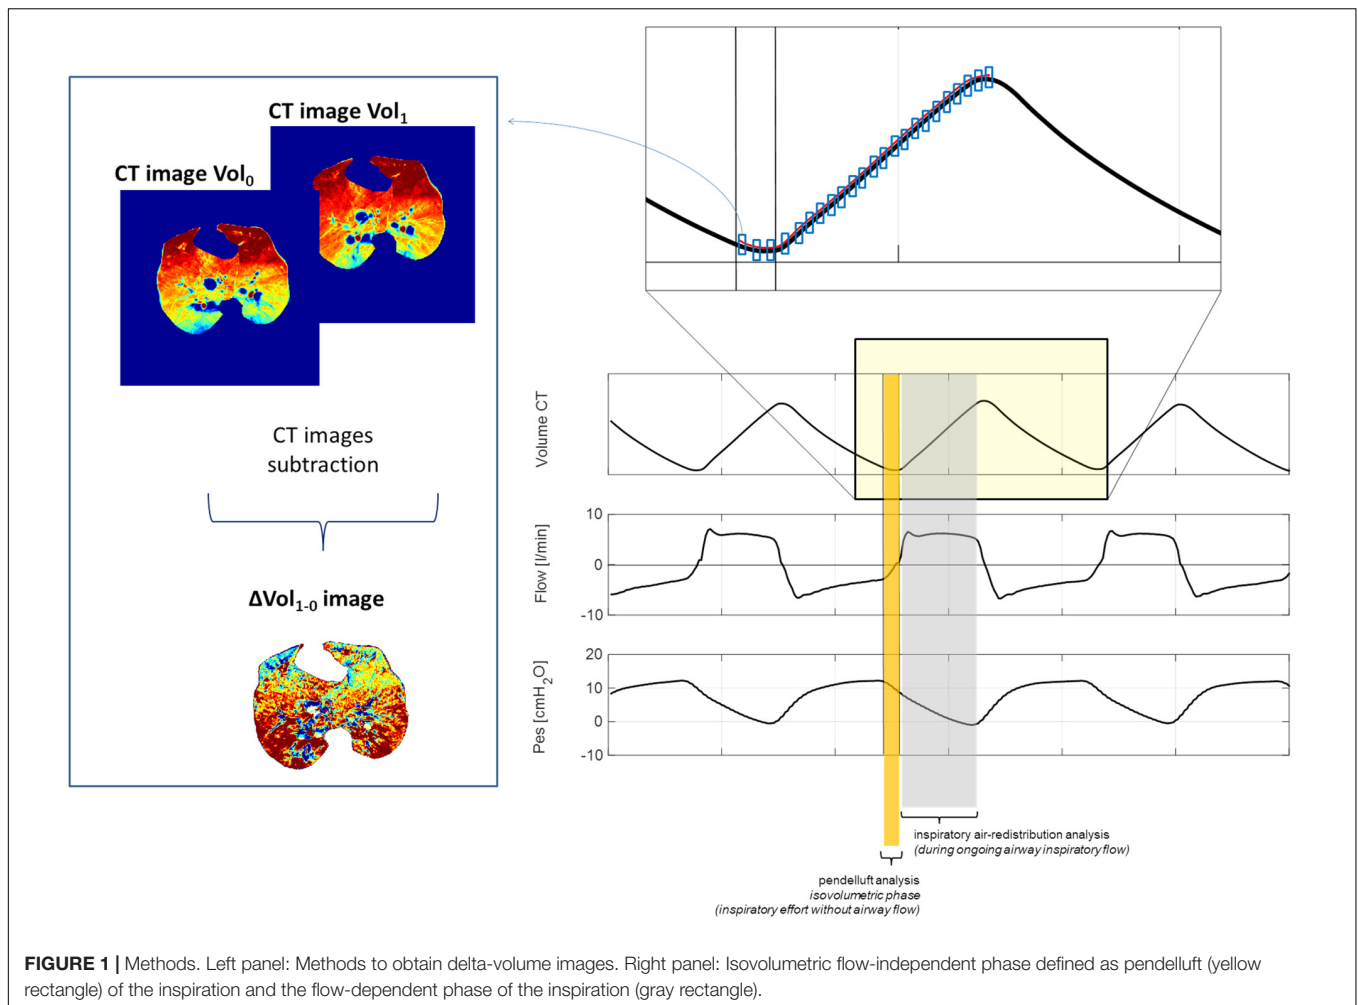 CT image Vol1
CT image Vol0
CT images
subtraction
ΔVol1-0 image
Volume CT
Flow [l/min]
10
0
-10
Pes [cmH2O]
20
10
0
-10
inspiratory air-redistribution analysis
(during ongoing airway inspiratory flow)
pendelluft analysis
isovolumetric phase
(inspiratory effort without airway flow)
FIGURE 1 | Methods. Left panel: Methods to obtain delta-volume images. Right panel: Isovolumetric flow-independent phase defined as pendelluft (yellow
rectangle) of the inspiration and the flow-dependent phase of the inspiration (gray rectangle).